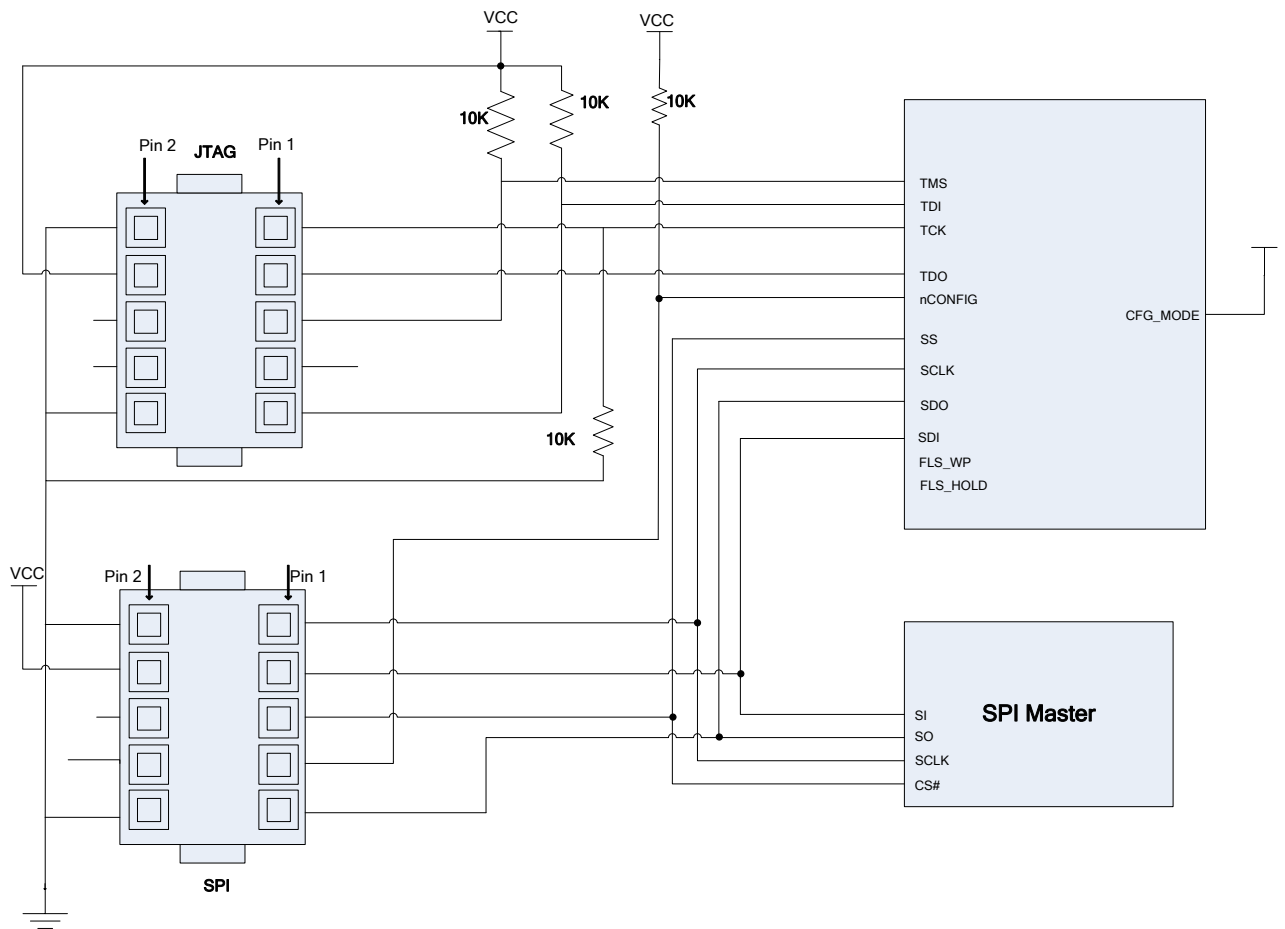 VCC
VCC
10K
10K
10K
Pin 2
JTAG
Pin 1
TMS
TDI
TCK
TDO
nCONFIG
CFG_MODE
SS
SCLK
SDO
SDI
FLS_WP
FLS_HOLD
10K
VCC
Pin 2
Pin 1
SPI
SPI Master
SI
SO
SCLK
CS#